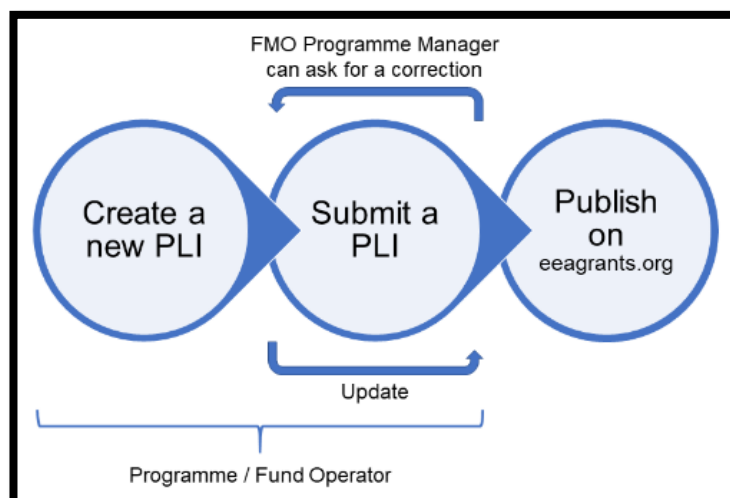 FMO Programme Manager
can ask for a correction
Create a
new PLI
Submit a
PLI
Publish
on
eeagrants.org
Update
Programme / Fund Operator